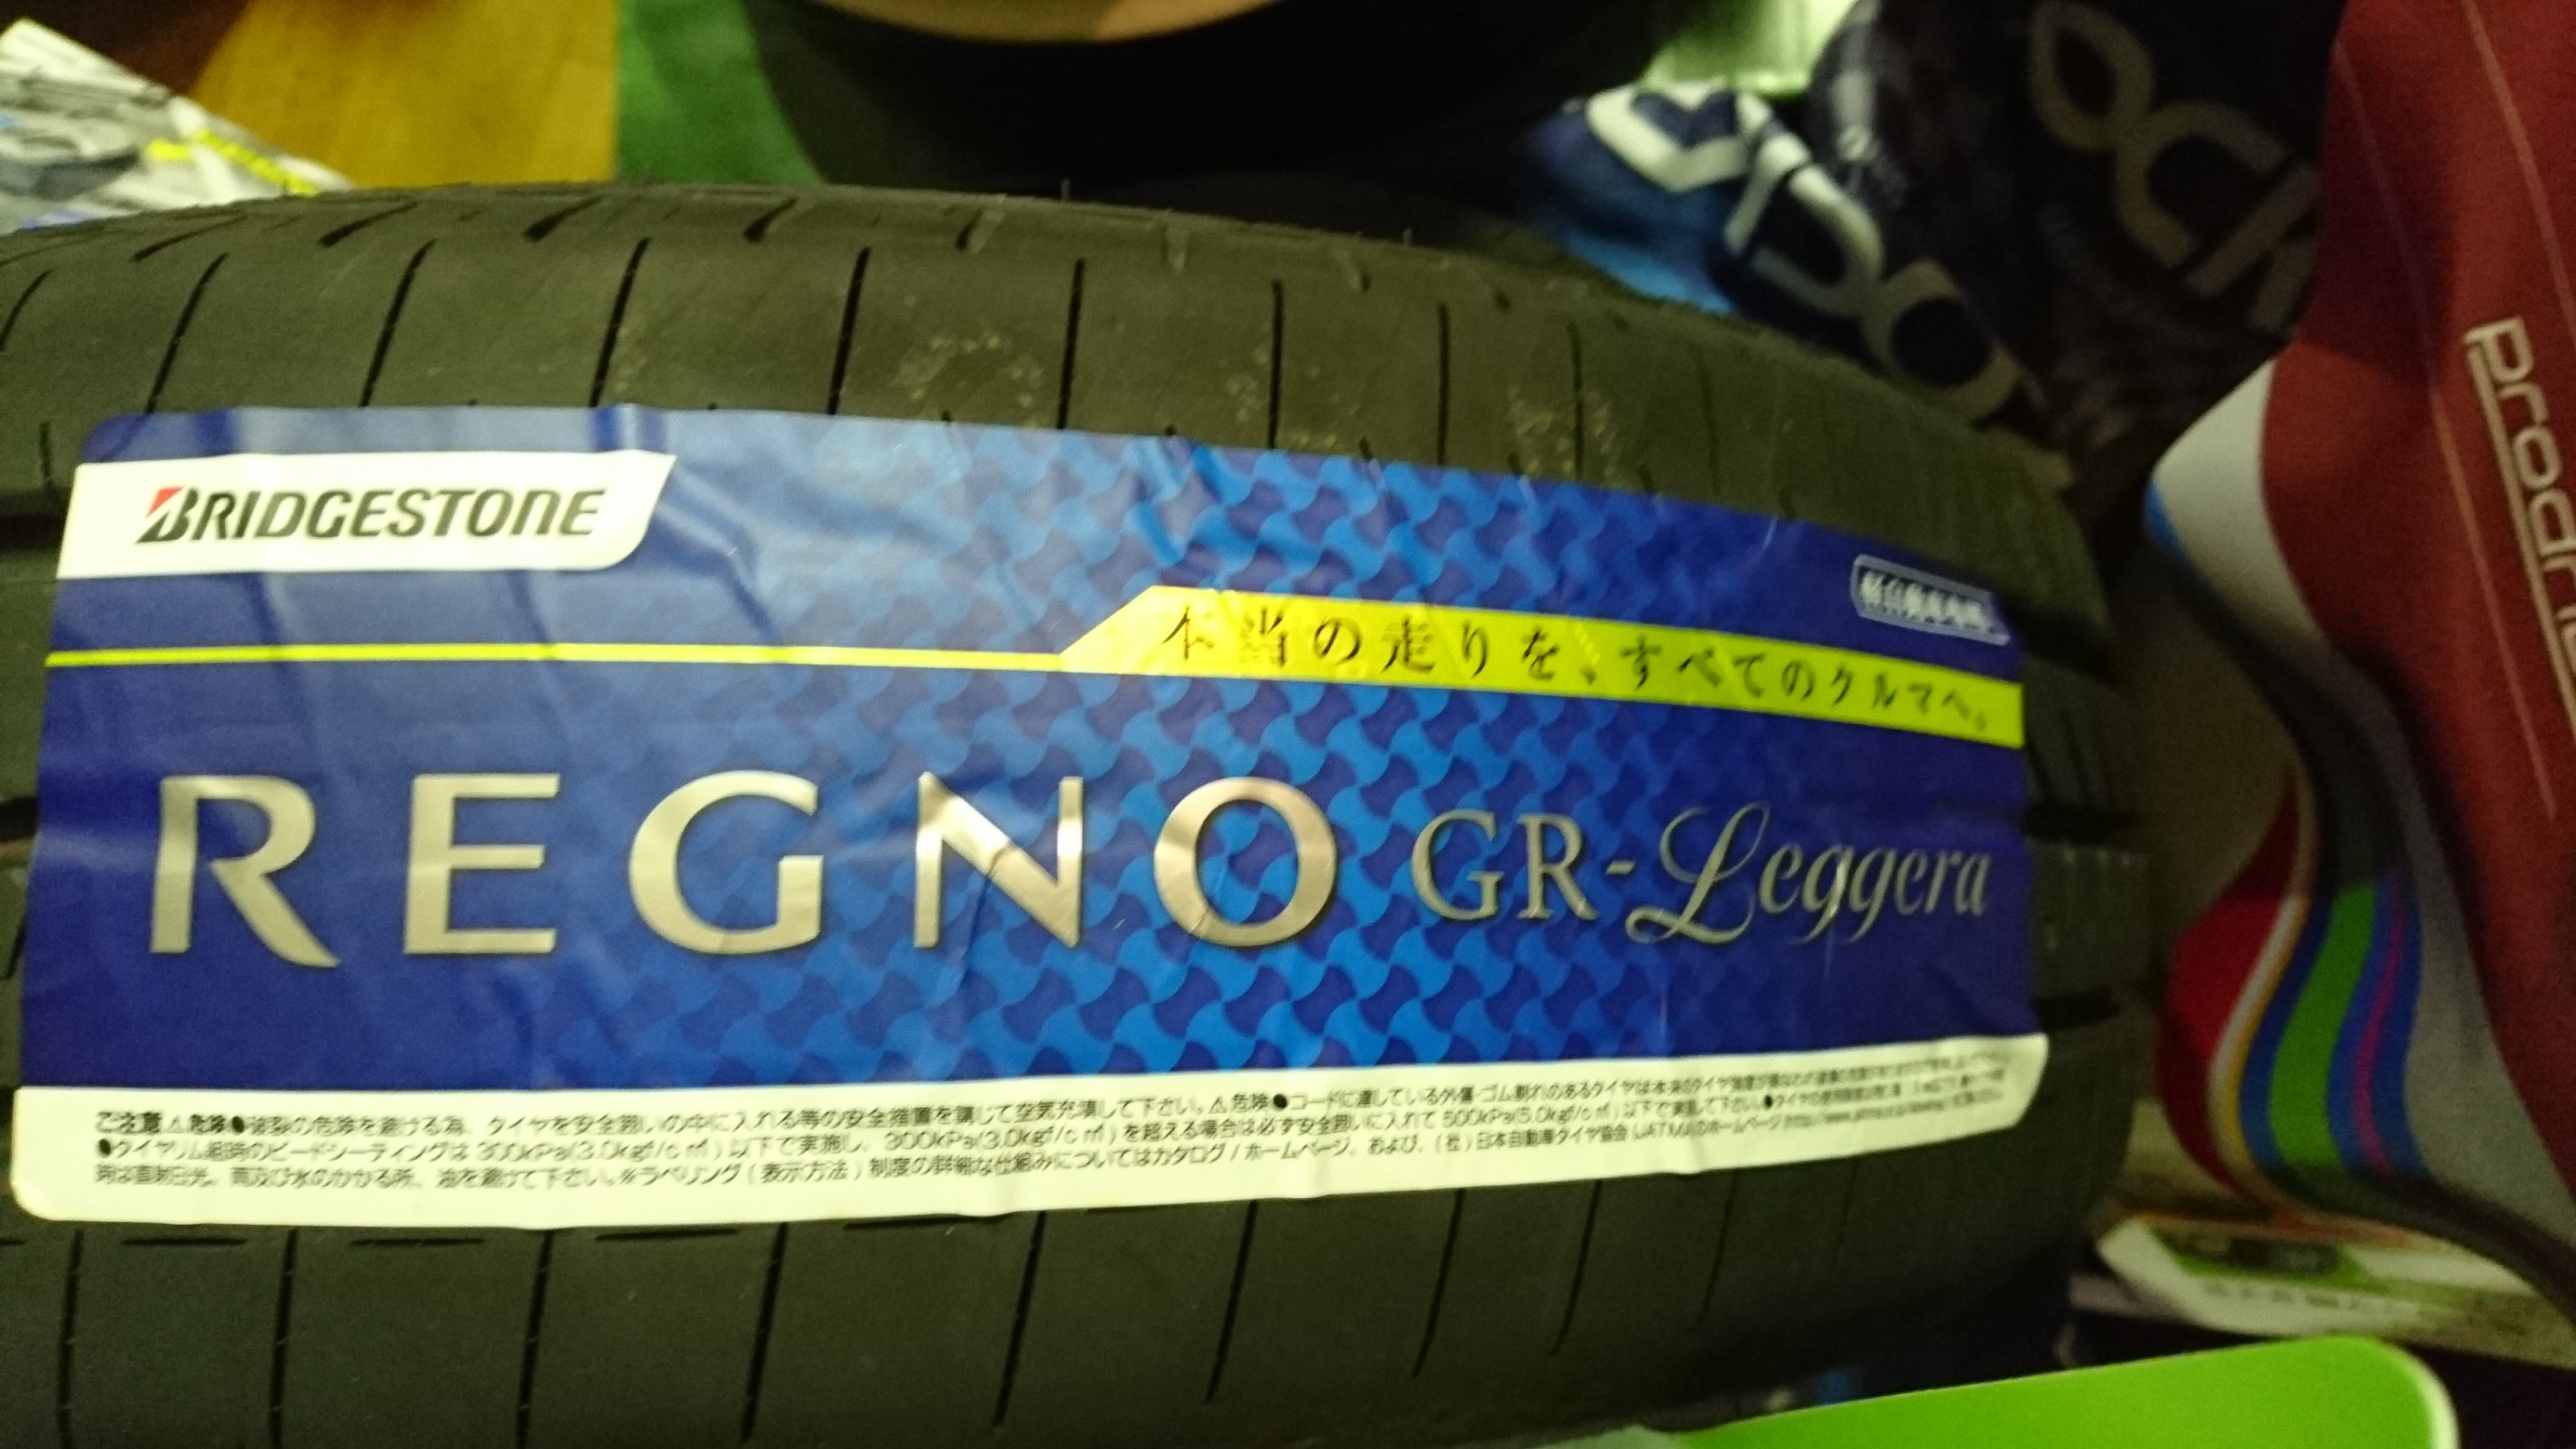 BRIDGESTONE
軽自動車専用
本当の走りを、すべてのクルマへ。
REGNO GR-Leggera
ご注意⚠危険●破裂の危険を避ける為、タイヤを安全囲いの中に入れる等の安全措置を講じて空気充填して下さい。⚠危険●コードに達している外傷・ゴム割れのあるタイヤは
●タイヤリム組時のビードシーティングは 300kPa(3.0kgf/c㎡)以下で実施し、300kPa(3.0kgf/c㎡)を超える場合は必ず安全囲いに入れて 500kPa(5.0kgf/c㎡)以下で実施して下さい。
時は直射日光、雨及び水のかかる所、油を避けて下さい。※ラベリング(表示方法)制度の詳細な仕組みについてはカタログ/ホームページ、および、(社)日本自動車タイヤ協会(JATMA)のホームページ